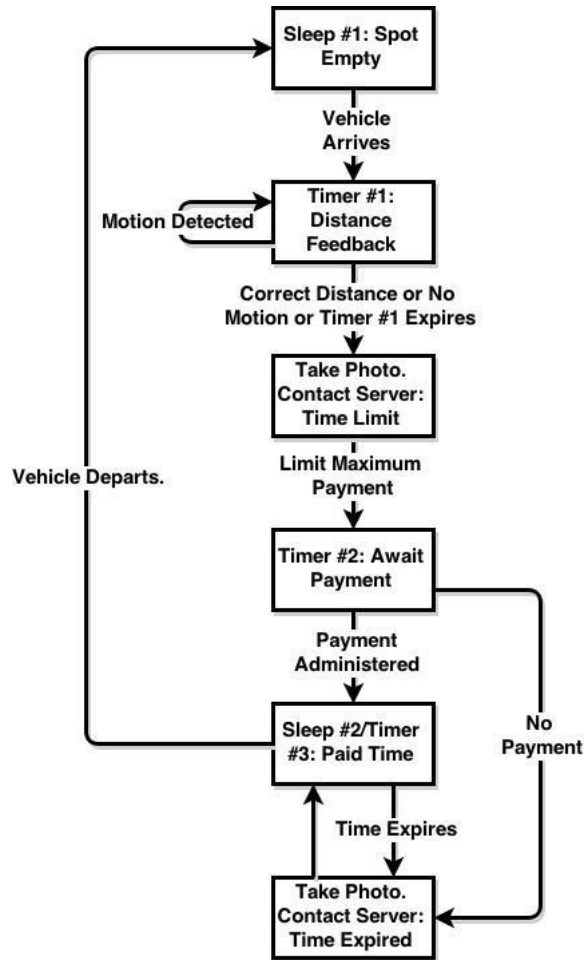 Sleep #1: Spot
Empty
Vehicle
Arrives
Timer #1:
Distance
Feedback
Motion Detected
Correct Distance or No
Motion or Timer #1 Expires
Take Photo.
Contact Server:
Time Limit
Limit Maximum
Payment
Vehicle Departs.
Timer #2: Await
Payment
Payment
Administered
No
Payment
Sleep #2/Timer
#3: Paid Time
Time Expires
Take Photo.
Contact Server:
Time Expired